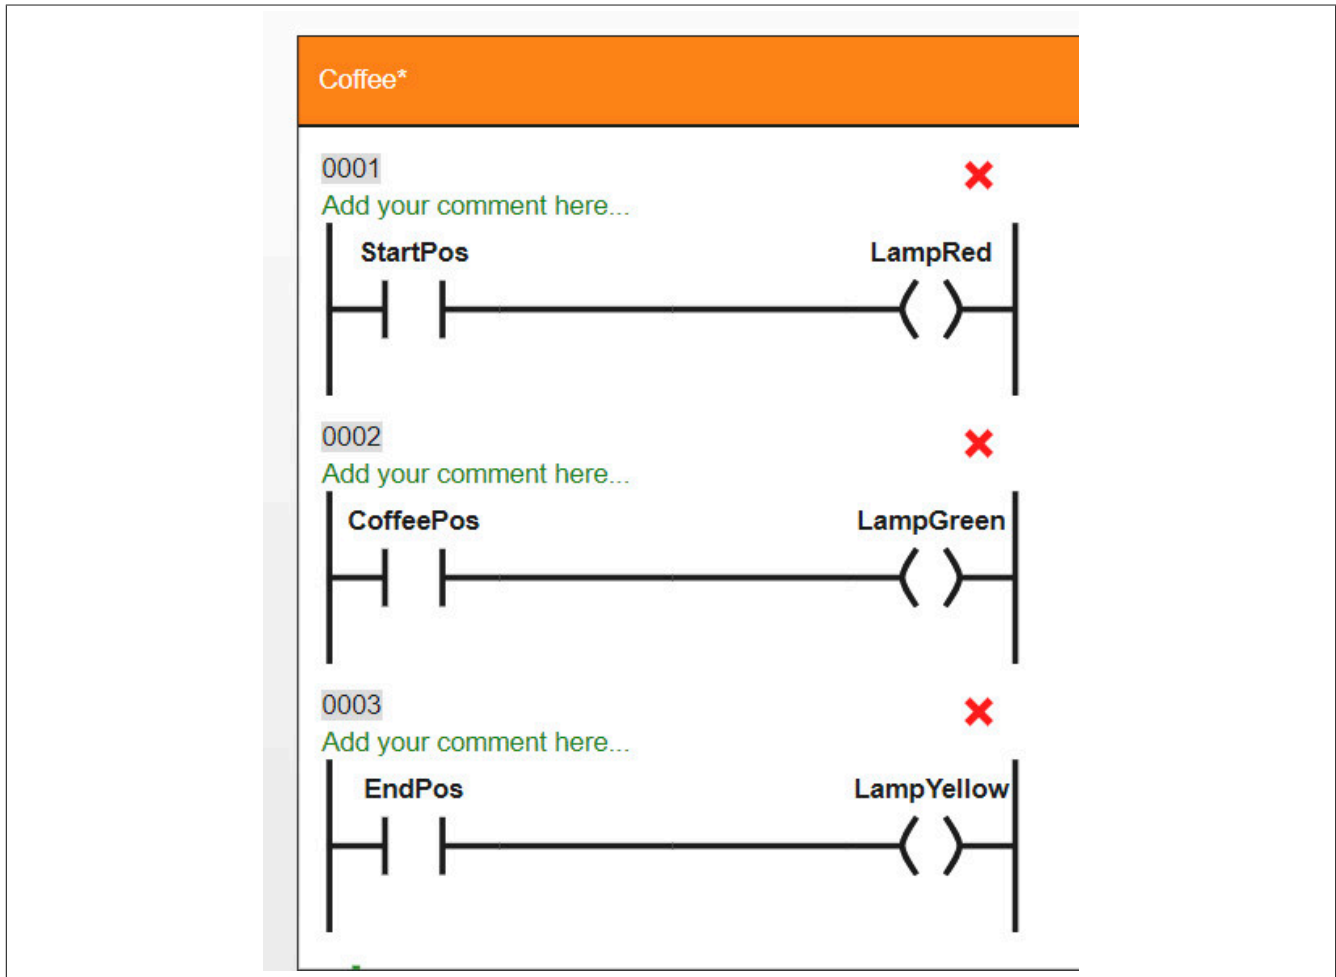 Coffee*
0001
Add your comment here...
StartPos LampRed
0002
Add your comment here...
CoffeePos LampGreen
0003
Add your comment here...
EndPos LampYellow